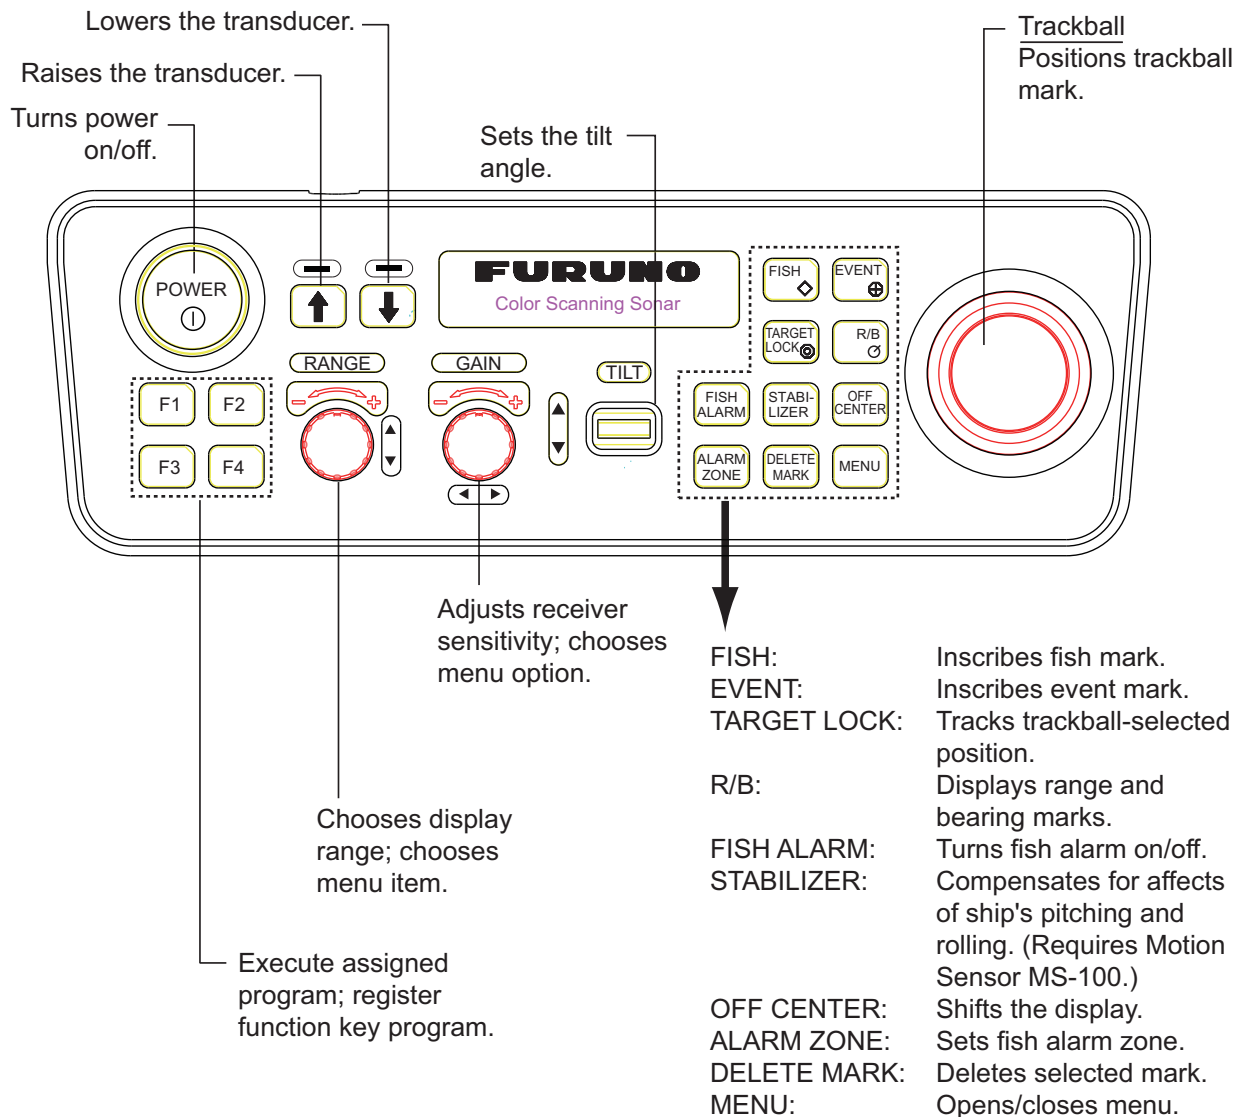 Lowers the transducer.
Raises the transducer.
Turns power
on/off.
Sets the tilt
angle.
Trackball
Positions trackball
mark.
POWER
FURUNO
Color Scanning Sonar
FISH
EVENT
TARGET
LOCK
R/B
RANGE
GAIN
TILT
F1
F2
F3
F4
- +
- +
FISH
ALARM
STABI-
LIZER
OFF
CENTER
ALARM
ZONE
DELETE
MARK
MENU
Adjusts receiver
sensitivity; chooses
menu option.
Chooses display
range; chooses
menu item.
Execute assigned
program; register
function key program.
FISH: Inscribes fish mark.
EVENT: Inscribes event mark.
TARGET LOCK: Tracks trackball-selected
position.
R/B: Displays range and
bearing marks.
FISH ALARM: Turns fish alarm on/off.
STABILIZER: Compensates for affects
of ship's pitching and
rolling. (Requires Motion
Sensor MS-100.)
OFF CENTER: Shifts the display.
ALARM ZONE: Sets fish alarm zone.
DELETE MARK: Deletes selected mark.
MENU: Opens/closes menu.